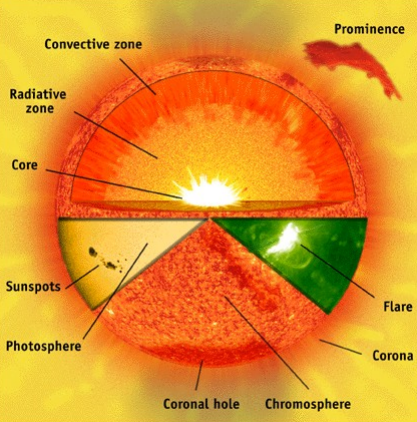 Prominence
Convective zone
Radiative
zone
Core
Sunspots
Flare
Photosphere
Corona
Coronal hole
Chromosphere